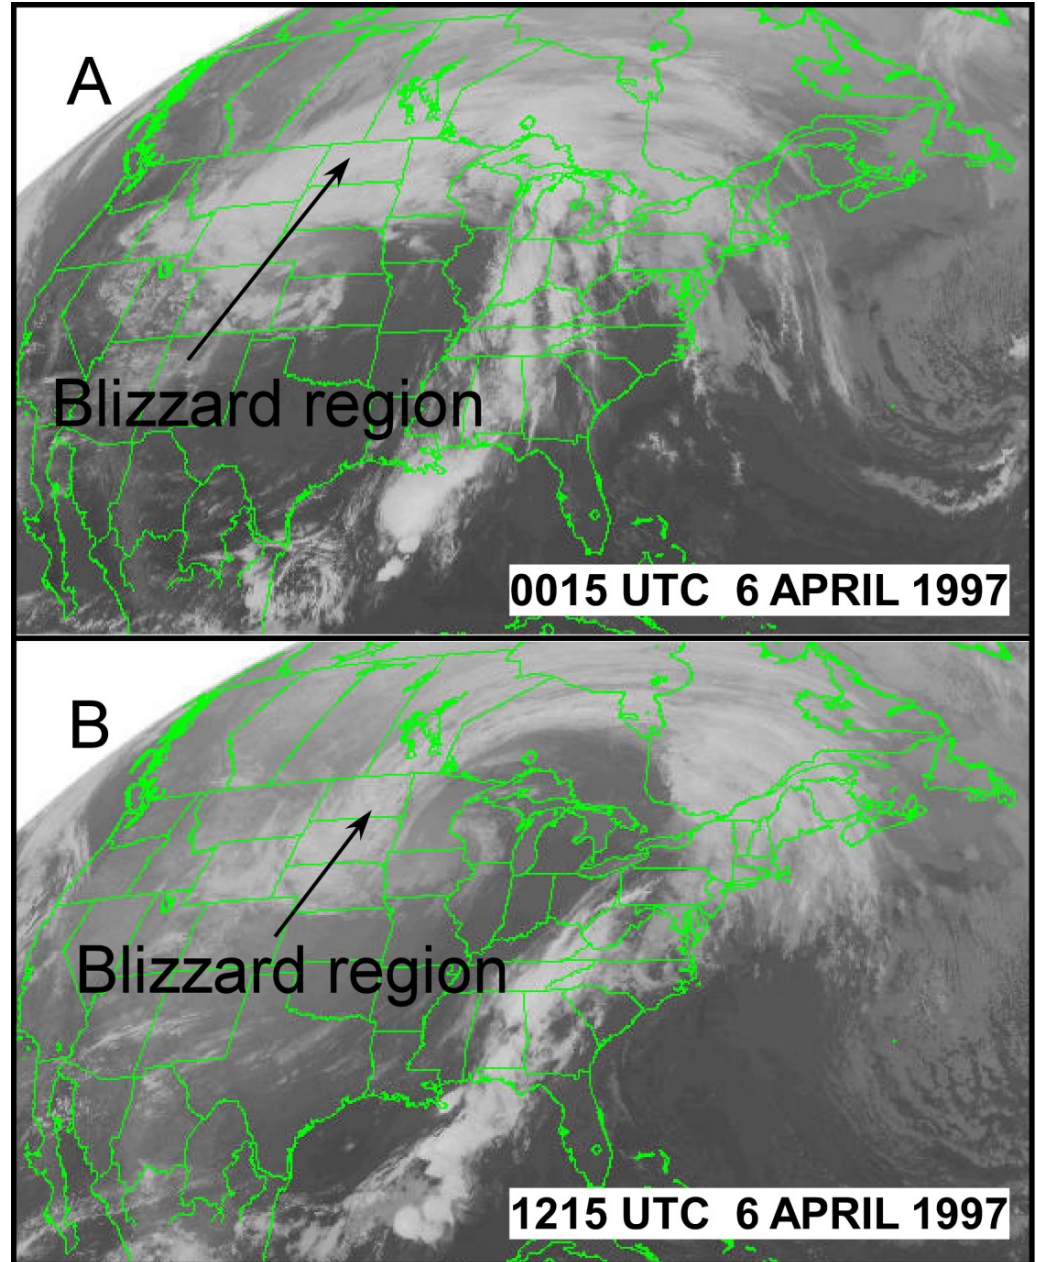 A
Blizzard region
0015 UTC 6 APRIL 1997
B
Blizzard region
1215 UTC 6 APRIL 1997